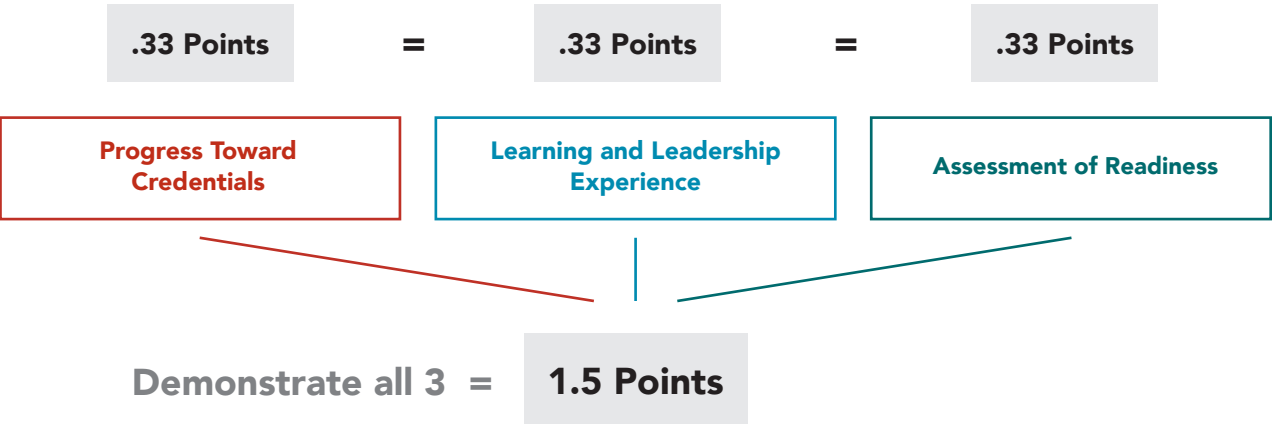 .33 Points = .33 Points = .33 Points
Progress Toward
Credentials
Learning and Leadership
Experience
Assessment of Readiness
Demonstrate all 3 = 1.5 Points